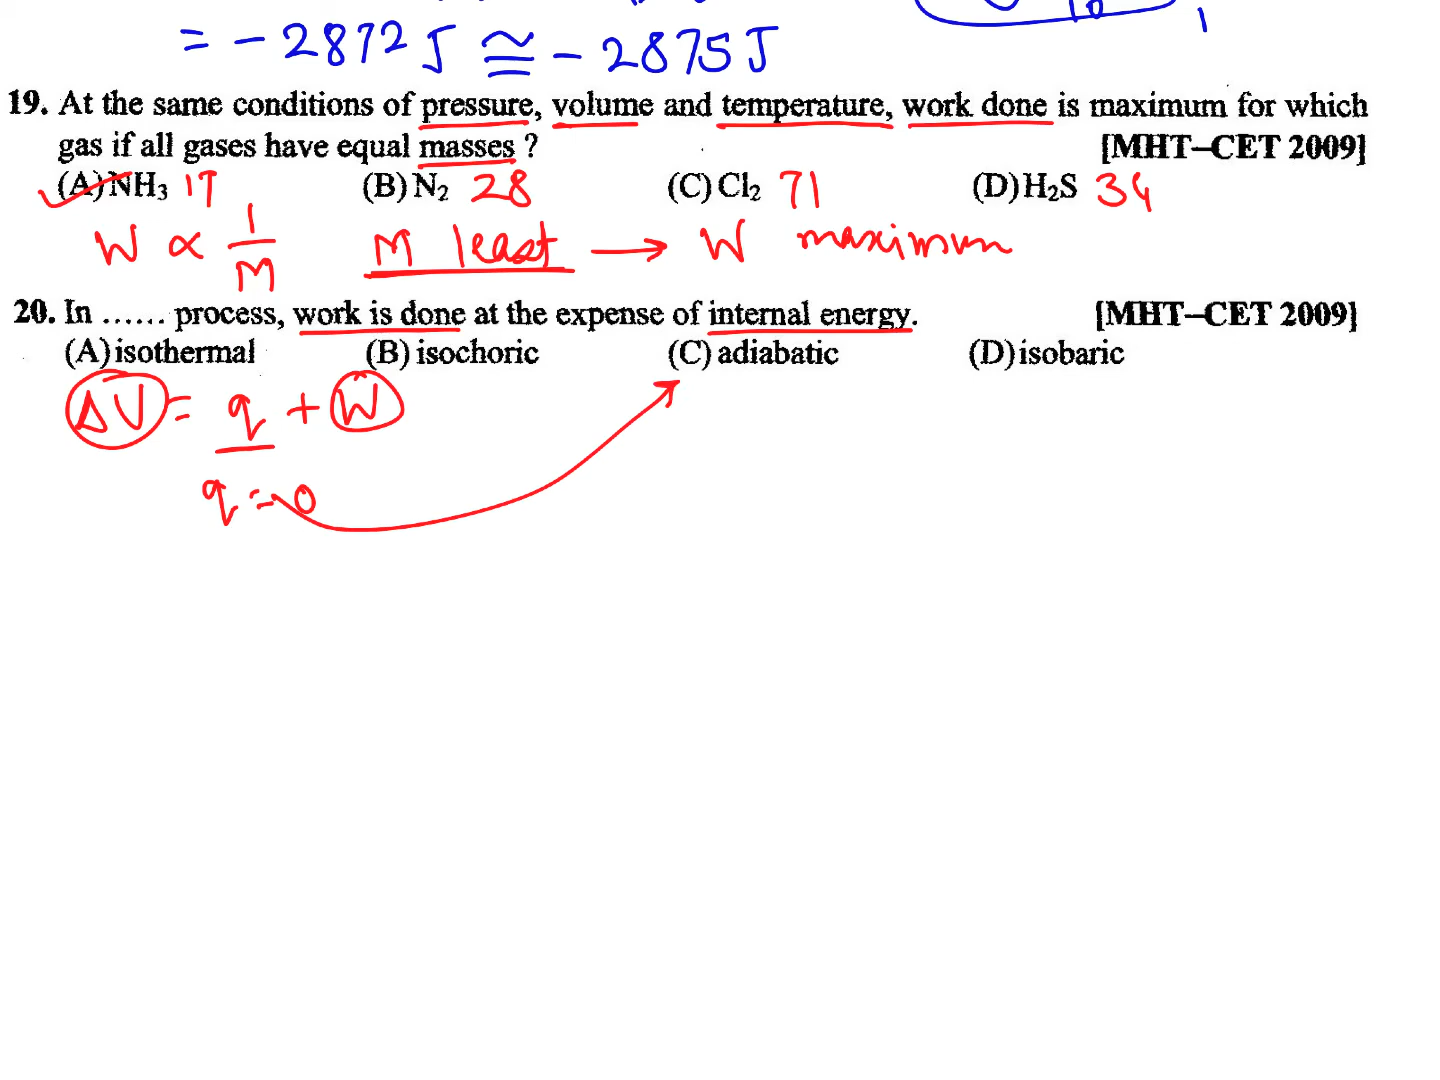 = - 2872 J ≅ - 2875 J
19. At the same conditions of pressure, volume and temperature, work done is maximum for which
gas if all gases have equal masses ? [MHT–CET 2009]
(A) NH₃ 17 (B) N₂ 28 (C) Cl₂ 71 (D) H₂S 34
W ∝ 1/M M least → W maximum
20. In ...... process, work is done at the expense of internal energy. [MHT–CET 2009]
(A) isothermal (B) isochoric (C) adiabatic (D) isobaric
ΔU = q + W
q = 0